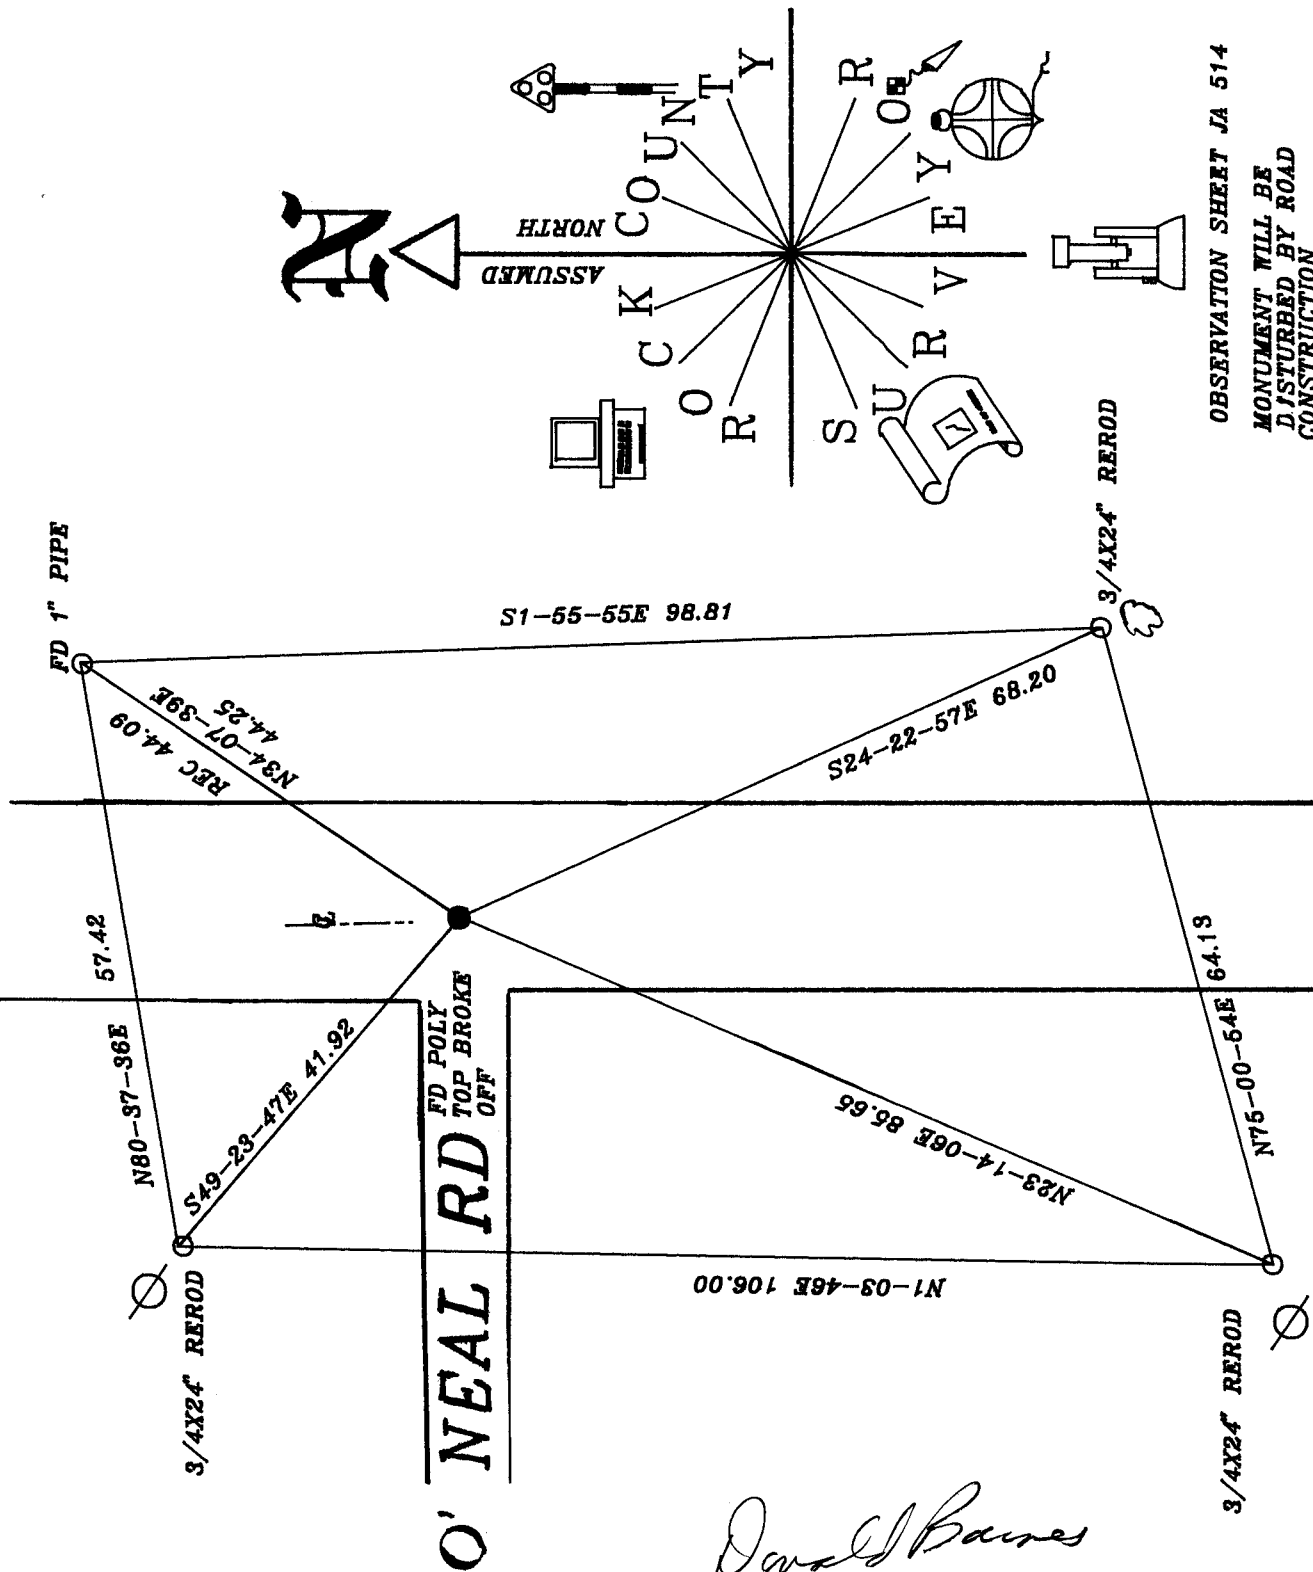 N
ASSUMED NORTH
ROCK COUNTY
SURVEYOR
OBSERVATION SHEET JA 514
MONUMENT WILL BE
DISTURBED BY ROAD
CONSTRUCTION
FD 1" PIPE
S1-55-55E 98.81
3/4X24" REROD
REC 44.09
N34-07-39E
44.25
S24-22-57E 68.20
N80-37-36E 57.42
CL
S49-23-47E 41.92
FD POLY
TOP BROKE
OFF
O' NEAL RD
N23-14-06E 85.65
N75-00-54E 64.13
3/4X24" REROD
N1-03-46E 106.00
3/4X24" REROD
Donald Barnes